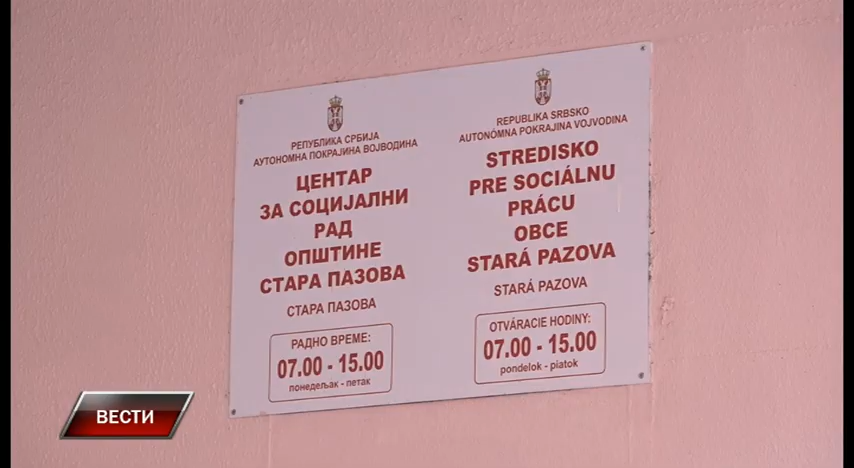 РЕПУБЛИКА СРБИЈА
АУТОНОМНА ПОКРАЈИНА ВОЈВОДИНА
ЦЕНТАР
ЗА СОЦИЈАЛНИ
РАД
ОПШТИНЕ
СТАРА ПАЗОВА
СТАРА ПАЗОВА
РАДНО ВРЕМЕ:
07.00 - 15.00
понедељак - петак
REPUBLIKA SRBSKO
AUTONÓMNA POKRAJINA VOJVODINA
STREDISKO
PRE SOCIÁLNU
PRÁCU
OBCE
STARÁ PAZOVA
STARÁ PAZOVA
OTVÁRACIE HODINY:
07.00 - 15.00
pondelok - piatok
ВЕСТИ